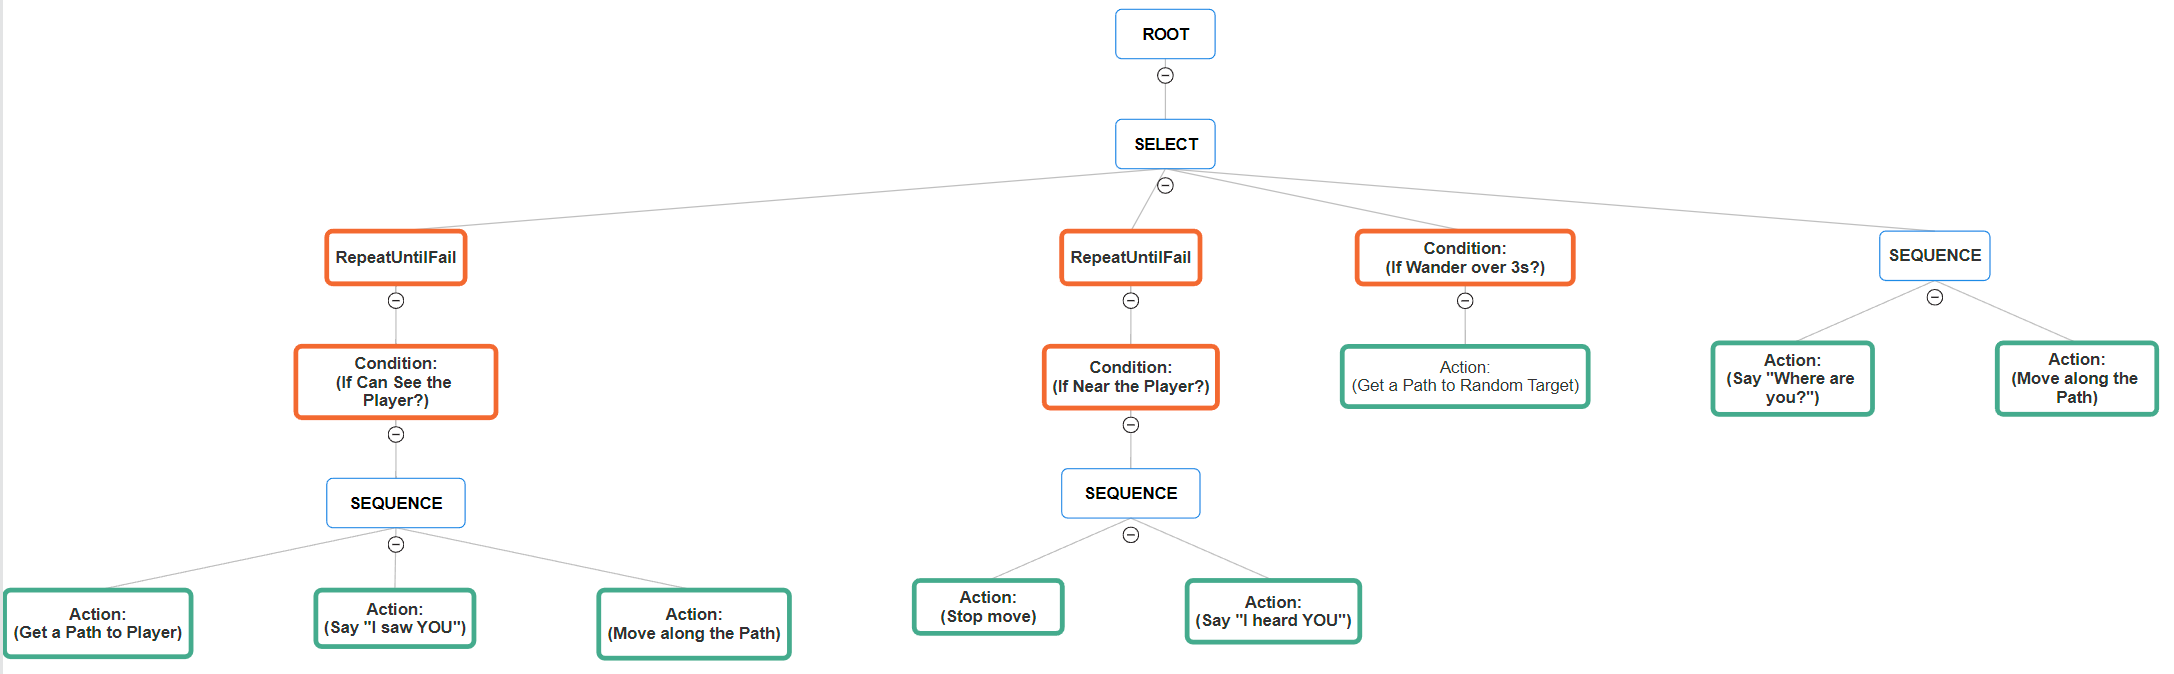 ROOT
SELECT
RepeatUntilFail
RepeatUntilFail
Condition:
(If Wander over 3s?)
SEQUENCE
Condition:
(If Can See the
Player?)
Condition:
(If Near the Player?)
Action:
(Get a Path to Random Target)
Action:
(Say "Where are
you?")
Action:
(Move along the
Path)
SEQUENCE
SEQUENCE
Action:
(Get a Path to Player)
Action:
(Say "I saw YOU")
Action:
(Move along the Path)
Action:
(Stop move)
Action:
(Say "I heard YOU")